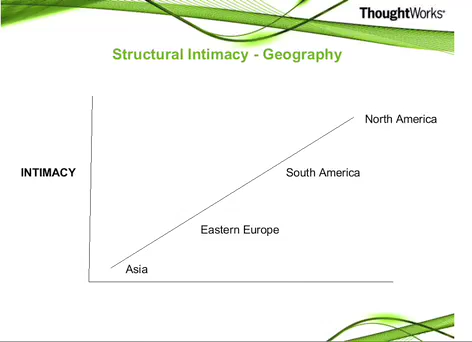 ThoughtWorks®
Structural Intimacy - Geography
North America
INTIMACY
South America
Eastern Europe
Asia